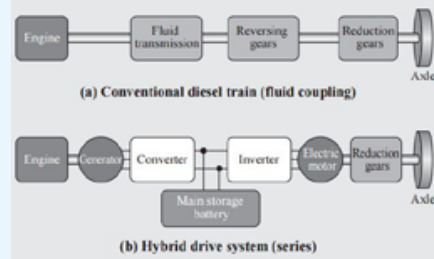 Engine
Fluid
transmission
Reversing
gears
Reduction
gears
Axle
(a) Conventional diesel train (fluid coupling)
Engine
Generator
Converter
Inverter
Electric
motor
Reduction
gears
Main storage
battery
Axle
(b) Hybrid drive system (series)